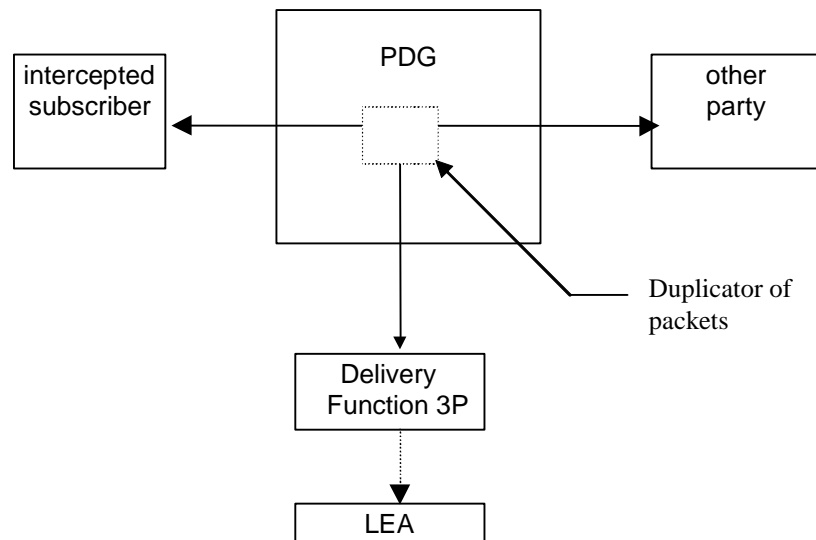 PDG
intercepted
subscriber
other
party
Duplicator of
packets
Delivery
Function 3P
LEA